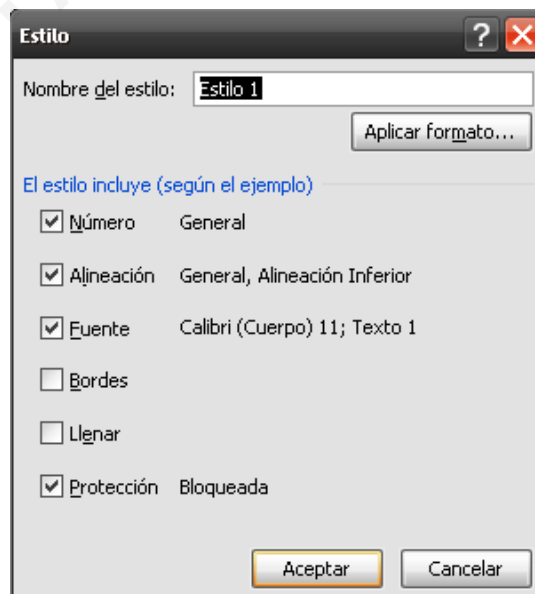 Estilo
Nombre del estilo: Estilo 1
Aplicar formato...
El estilo incluye (según el ejemplo)
Número General
Alineación General, Alineación Inferior
Fuente Calibri (Cuerpo) 11; Texto 1
Bordes
Llenar
Protección Bloqueada
Aceptar Cancelar